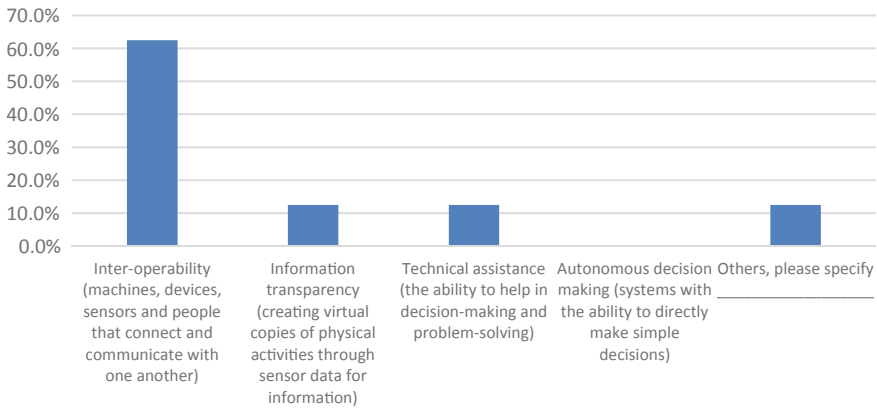 70.0%
60.0%
50.0%
40.0%
30.0%
20.0%
10.0%
0.0%
Inter-operability
(machines, devices,
sensors and people
that connect and
communicate with
one another)
Information
transparency
(creating virtual
copies of physical
activities through
sensor data for
information)
Technical assistance
(the ability to help in
decision-making and
problem-solving)
Autonomous decision
making (systems with
the ability to directly
make simple
decisions)
Others, please specify
__________________